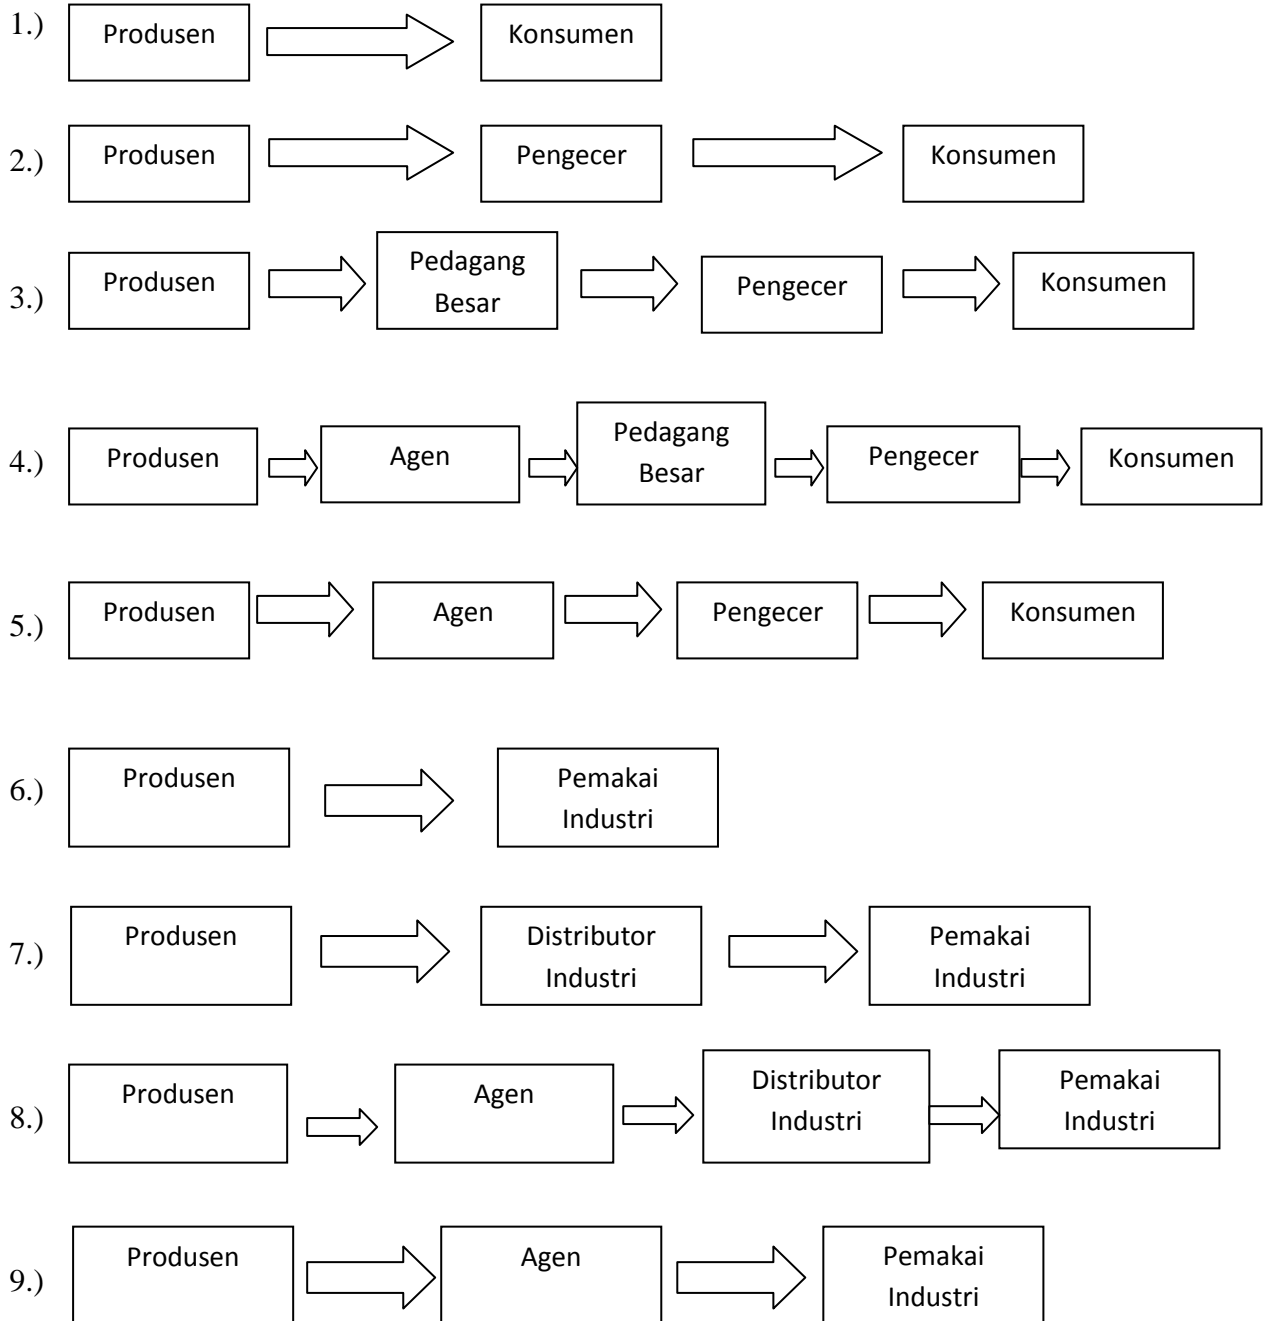 1.) Produsen Konsumen
2.) Produsen Pengecer Konsumen
3.) Produsen Pedagang Besar Pengecer Konsumen
4.) Produsen Agen Pedagang Besar Pengecer Konsumen
5.) Produsen Agen Pengecer Konsumen
6.) Produsen Pemakai Industri
7.) Produsen Distributor Industri Pemakai Industri
8.) Produsen Agen Distributor Industri Pemakai Industri
9.) Produsen Agen Pemakai Industri